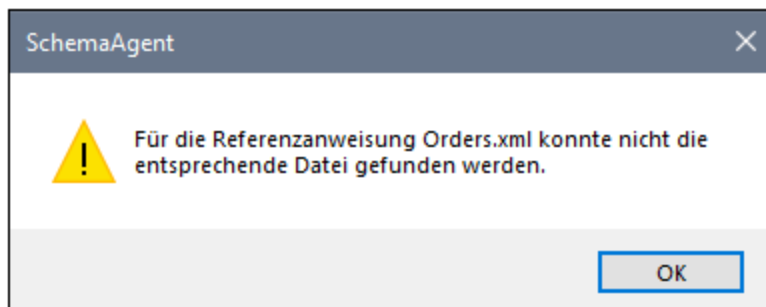 SchemaAgent
Für die Referenzanweisung Orders.xml konnte nicht die
entsprechende Datei gefunden werden.
OK